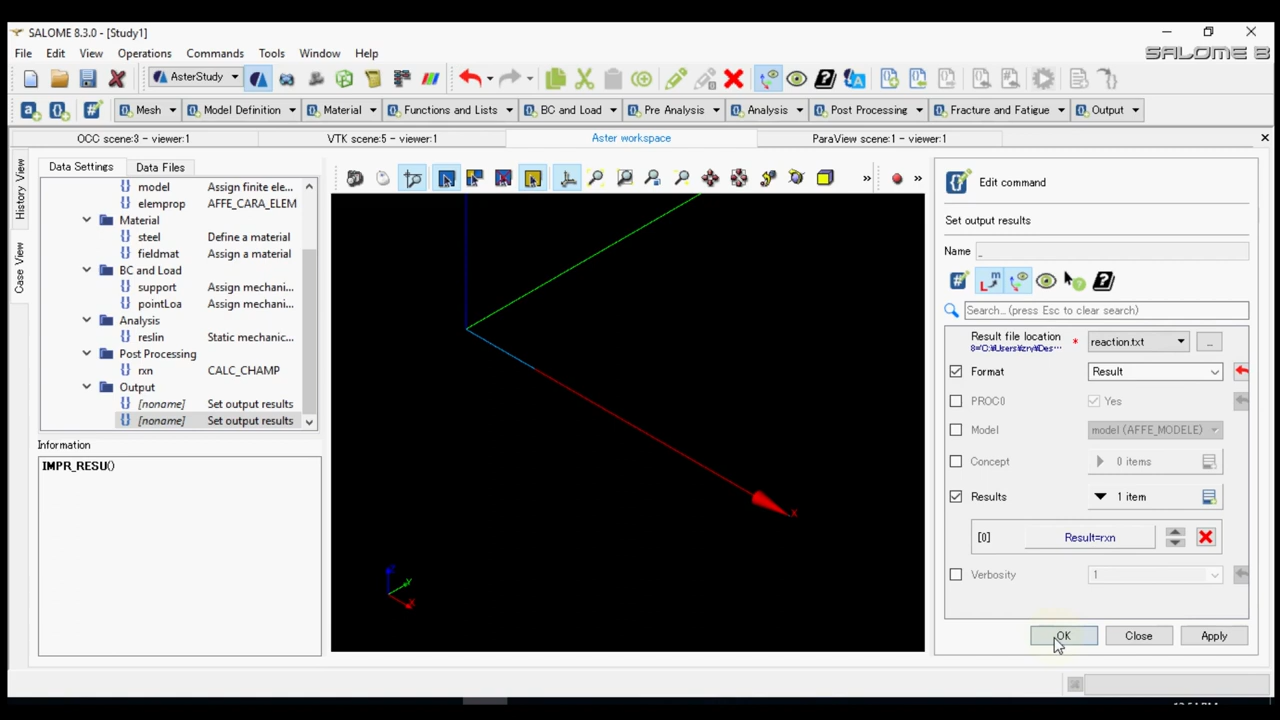 SALOME 8.3.0 - [Study1]
File Edit View Operations Commands Tools Window Help
SALOME 8
AsterStudy
Mesh Model Definition Material Functions and Lists BC and Load Pre Analysis Analysis Post Processing Fracture and Fatigue Output
OCC scene:3 - viewer:1 VTK scene:5 - viewer:1 Aster workspace ParaView scene:1 - viewer:1
History View
Case View
Data Settings Data Files
model Assign finite ele...
elemprop AFFE_CARA_ELEM
Material
steel Define a material
fieldmat Assign a material
BC and Load
support Assign mechani...
pointLoa Assign mechani...
Analysis
reslin Static mechanic...
Post Processing
rxn CALC_CHAMP
Output
[noname] Set output results
[noname] Set output results
Information
IMPR_RESU()
X
Z
Y
X
Edit command
Set output results
Name _
Search... (press Esc to clear search)
Result file location * reaction.txt ...
8='C:\Users\zry\Des...
Format Result
PROC0 Yes
Model model (AFFE_MODELE)
Concept 0 items
Results 1 item
[0] Result=rxn
Verbosity 1
OK Close Apply